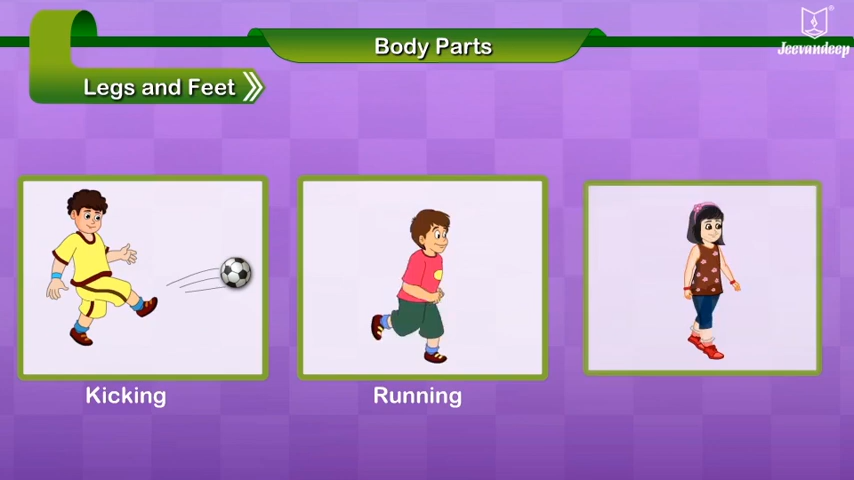 Body Parts
Jeevandeep
Legs and Feet
Kicking
Running